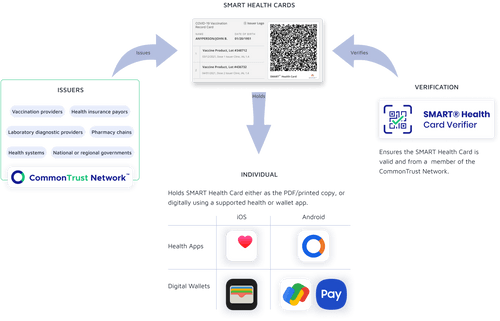 SMART HEALTH CARDS
COVID-19 Vaccination
Record Card
Issuer Logo
NAME
DATE OF BIRTH
01/20/1951
Vaccine Product, Lot #300712
Vaccine Product, Lot #300722
SMART® Health Card
Issues
Verifies
Holds
ISSUERS
Vaccination providers
Health insurance payors
Laboratory diagnostic providers
Pharmacy chains
Health systems
National or regional governments
CommonTrust Network™
VERIFICATION
SMART® Health
Card Verifier
Ensures the SMART Health Card is
valid and from a member of the
CommonTrust Network.
INDIVIDUAL
Holds SMART Health Card either as the PDF/printed copy, or
digitally using a supported health or wallet app.
iOS
Android
Health Apps
Digital Wallets
Pay